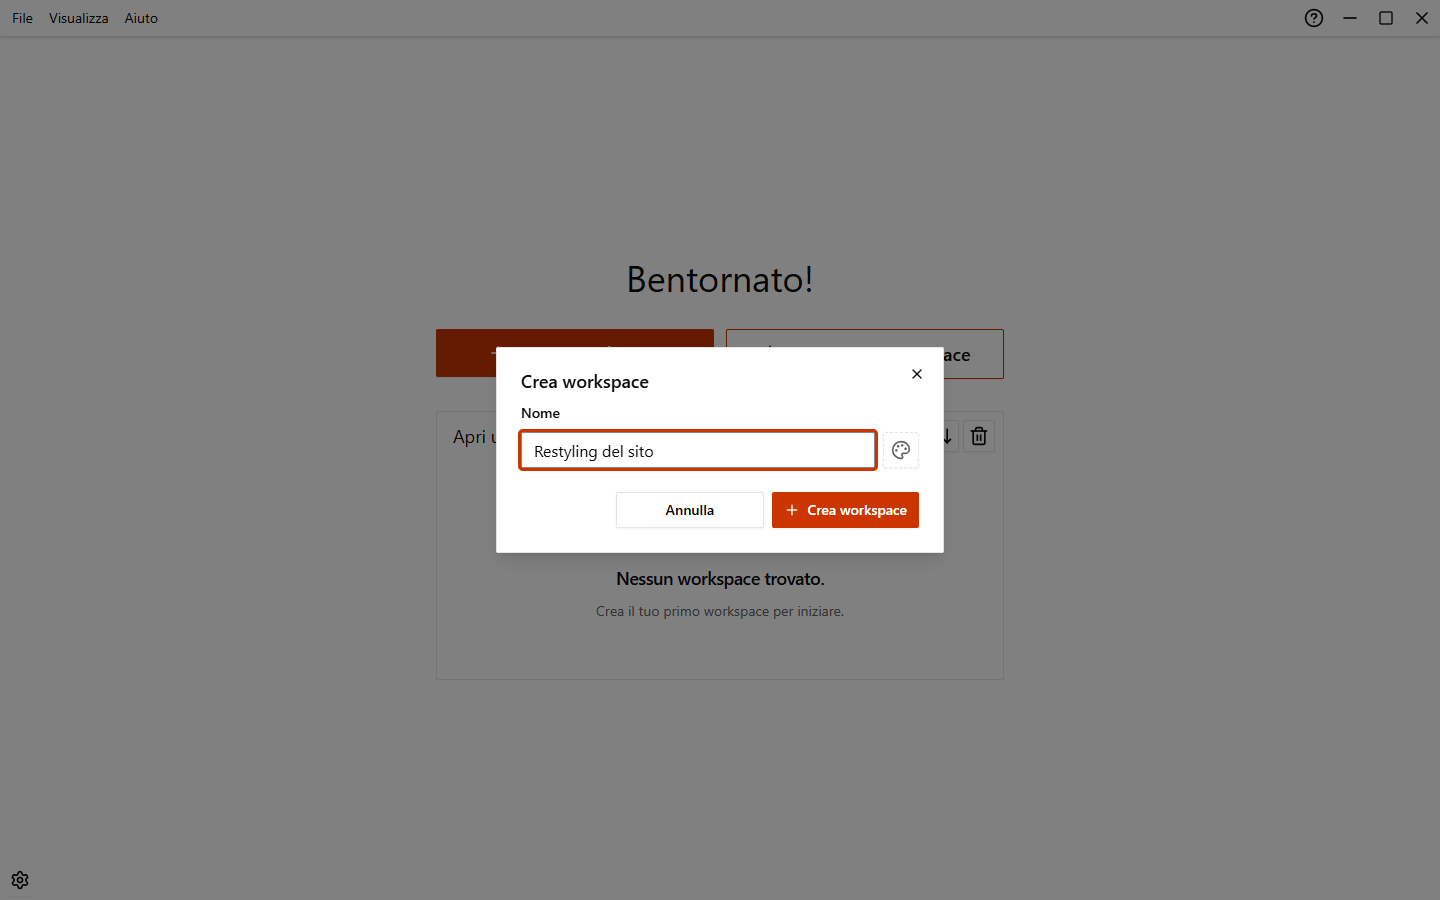 File Visualizza Aiuto
Bentornato!
ace
Crea workspace
Nome
Apri u
Restyling del sito
Annulla
Crea workspace
Nessun workspace trovato.
Crea il tuo primo workspace per iniziare.